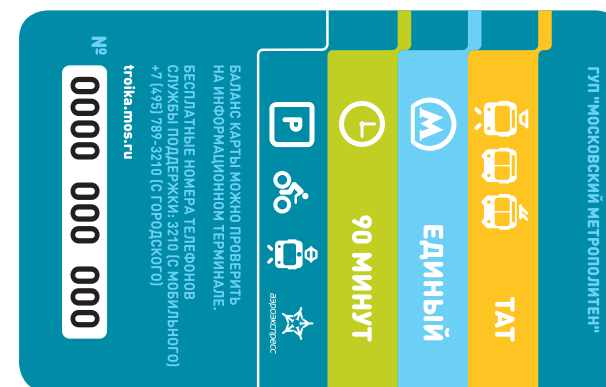 ГУП "МОСКОВСКИЙ МЕТРОПОЛИТЕН"
ТАТ
ЕДИНЫЙ
90 МИНУТ
P
аэроэкспресс
БАЛАНС КАРТЫ МОЖНО ПРОВЕРИТЬ
НА ИНФОРМАЦИОННОМ ТЕРМИНАЛЕ.
БЕСПЛАТНЫЕ НОМЕРА ТЕЛЕФОНОВ
СЛУЖБЫ ПОДДЕРЖКИ: 3210 (С МОБИЛЬНОГО)
+7 (495) 789-3210 (С ГОРОДСКОГО)
troika.mos.ru
№ 0000 000 000